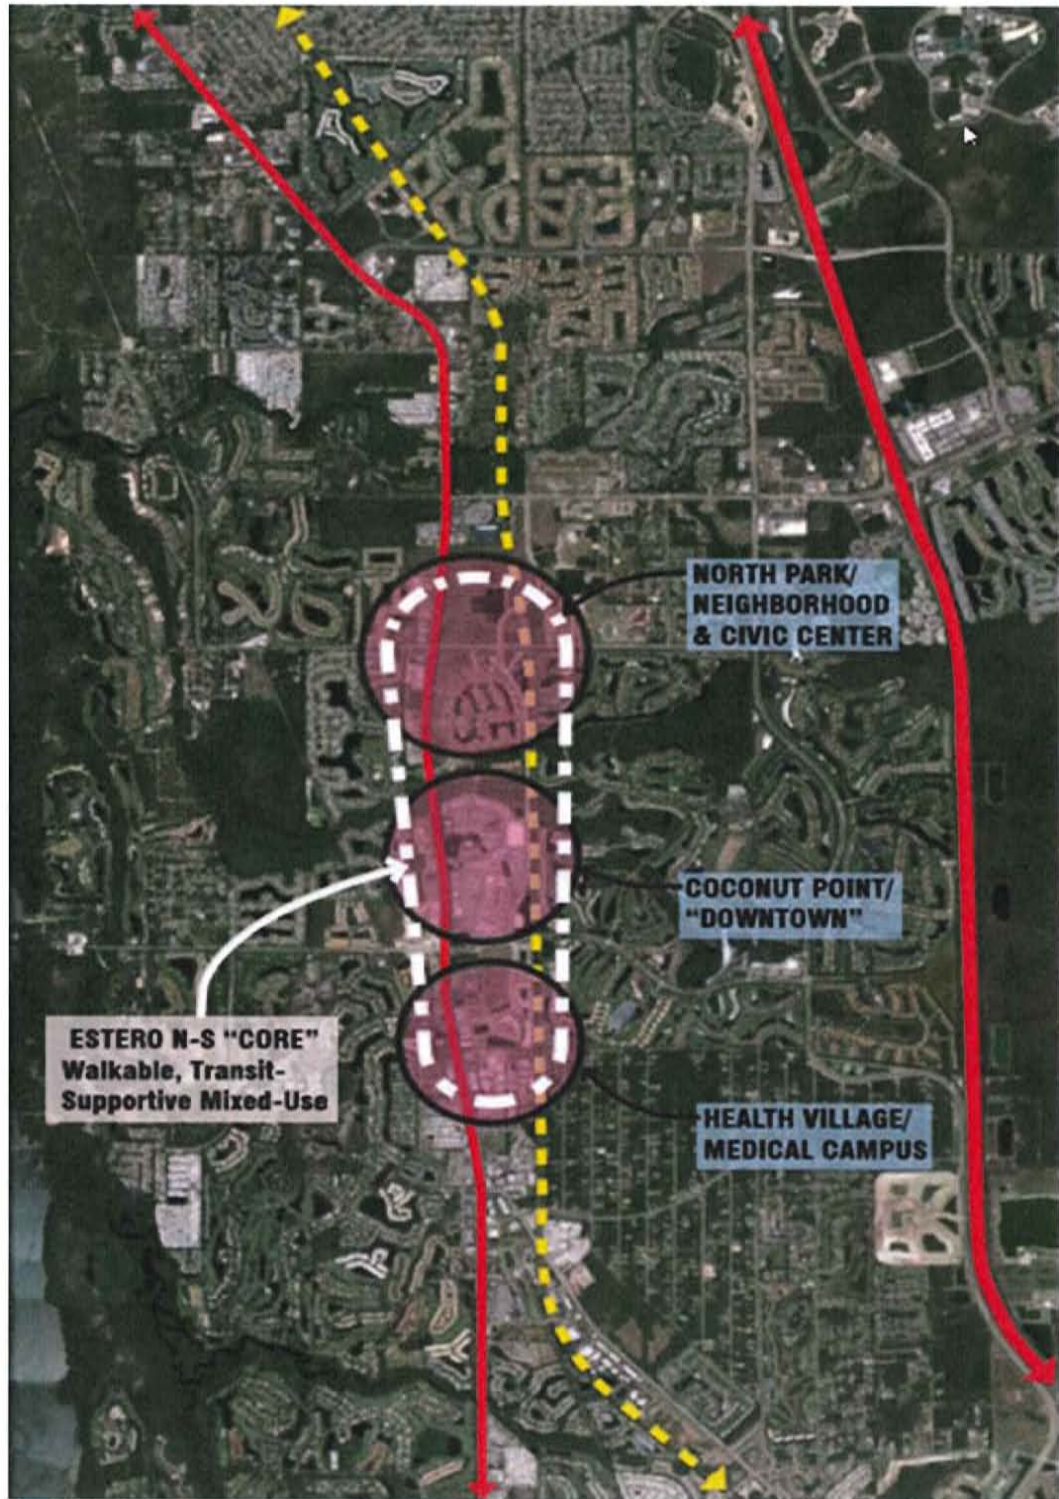 NORTH PARK/
NEIGHBORHOOD
& CIVIC CENTER
COCONUT POINT/
“DOWNTOWN”
ESTERO N-S “CORE”
Walkable, Transit-
Supportive Mixed-Use
HEALTH VILLAGE/
MEDICAL CAMPUS